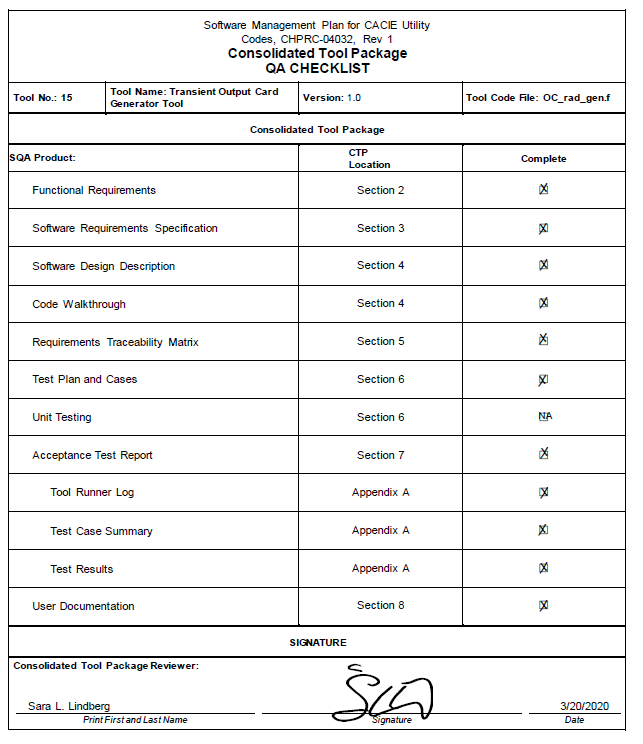 Software Management Plan for CACIE Utility
Codes, CHPRC-04032, Rev 1
Consolidated Tool Package
QA CHECKLIST
Tool No.: 15
Tool Name: Transient Output Card
Generator Tool
Version: 1.0
Tool Code File: OC_rad_gen.f
Consolidated Tool Package
SQA Product:
CTP
Location
Complete
Functional Requirements Section 2 X
Software Requirements Specification Section 3 X
Software Design Description Section 4 X
Code Walkthrough Section 4 X
Requirements Traceability Matrix Section 5 X
Test Plan and Cases Section 6 X
Unit Testing Section 6 NA
Acceptance Test Report Section 7 X
Tool Runner Log Appendix A X
Test Case Summary Appendix A X
Test Results Appendix A X
User Documentation Section 8 X
SIGNATURE
Consolidated Tool Package Reviewer:
Sara L. Lindberg 3/20/2020
Print First and Last Name Signature Date